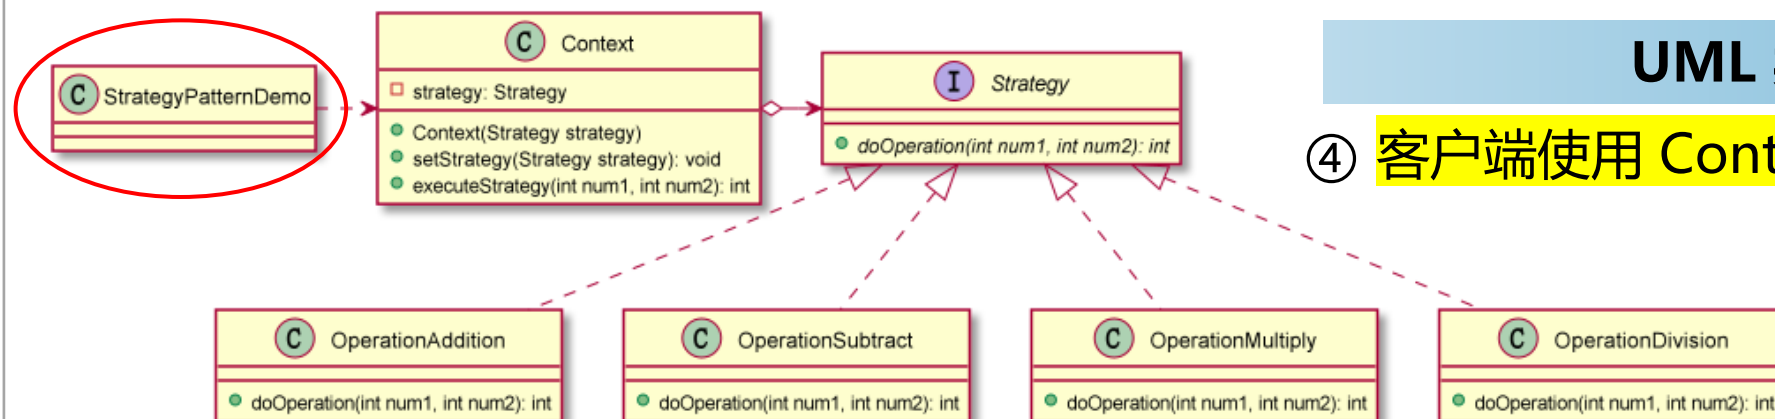 C StrategyPatternDemo
C Context
strategy: Strategy
Context(Strategy strategy)
setStrategy(Strategy strategy): void
executeStrategy(int num1, int num2): int
I Strategy
doOperation(int num1, int num2): int
UML
④ 客户端使用 Cont
C OperationAddition
doOperation(int num1, int num2): int
C OperationSubtract
doOperation(int num1, int num2): int
C OperationMultiply
doOperation(int num1, int num2): int
C OperationDivision
doOperation(int num1, int num2): int